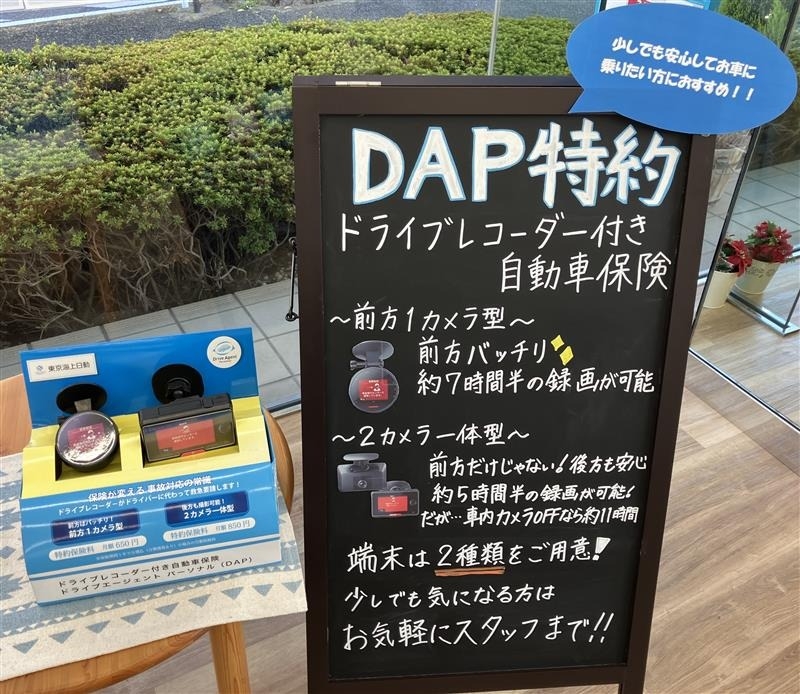 少しでも安心してお車に
乗りたい方におすすめ！！
DAP特約
ドライブレコーダー付き
自動車保険
～前方1カメラ型～
前方バッチリ
約7時間半の録画が可能
～2カメラ一体型～
前方だけじゃない！後方も安心
約5時間半の録画が可能！
だが…車内カメラOFFなら約11時間
端末は2種類をご用意！
少しでも気になる方は
お気軽にスタッフまで!!
東京海上日動
Drive Agent
保険が変える 事故対応の常識
ドライブレコーダーがドライバーに代わって救急要請します！
前方はバッチリ！
前方1カメラ型
特約保険料 月額650円
後方も撮影可能！
2カメラ一体型
特約保険料 月額850円
ドライブレコーダー付き自動車保険
ドライブエージェント パーソナル（DAP）